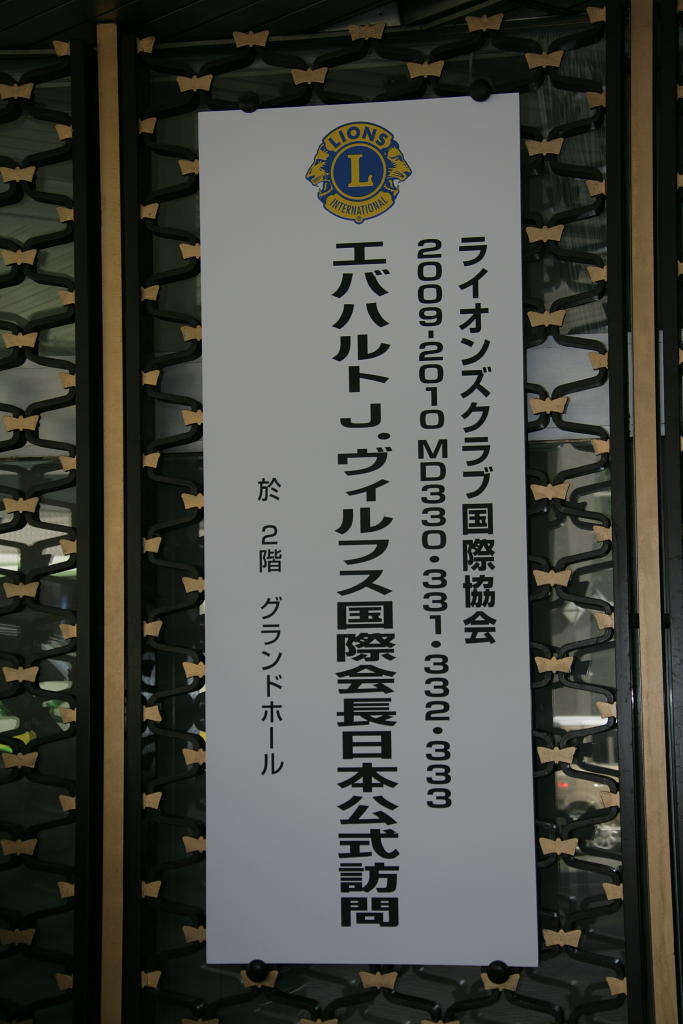 LIONS
L
INTERNATIONAL
ライオンズクラブ国際協会
2009-2010 MD330・331・332・333
エバハルト J.ヴィルフス国際会長日本公式訪問
於 2階 グランドホール